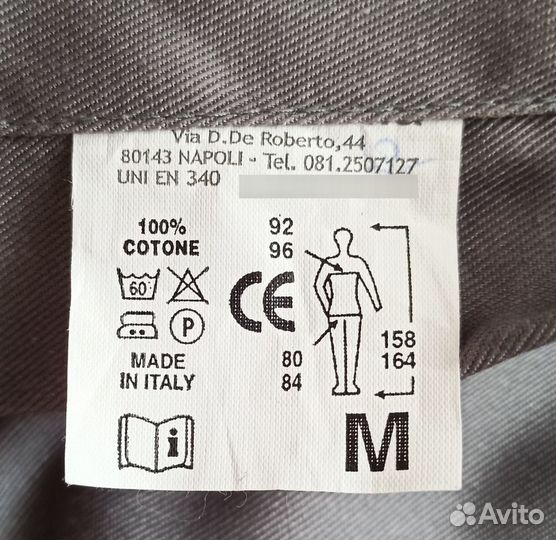 Via D.De Roberto,44
80143 NAPOLI - Tel. 081.2507127
UNI EN 340
100%
COTONE
92
96
60
P
CE
MADE
IN ITALY
80
84
158
164
i
M
Avito